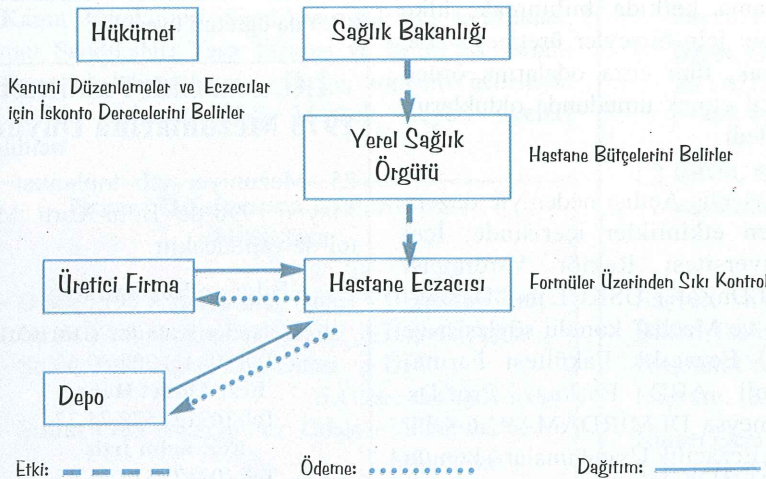 Hükümet
Sağlık Bakanlığı
Kanuni Düzenlemeler ve Eczecılar
için İskonto Derecelerini Belirler
Yerel Sağlık
Örgütü
Hastane Bütçelerini Belirler
Üretici Firma
Hastane Eczacısı
Formüler Üzerinden Sıkı Kontrol
Depo
Etki:
Ödeme:
Dağıtım: